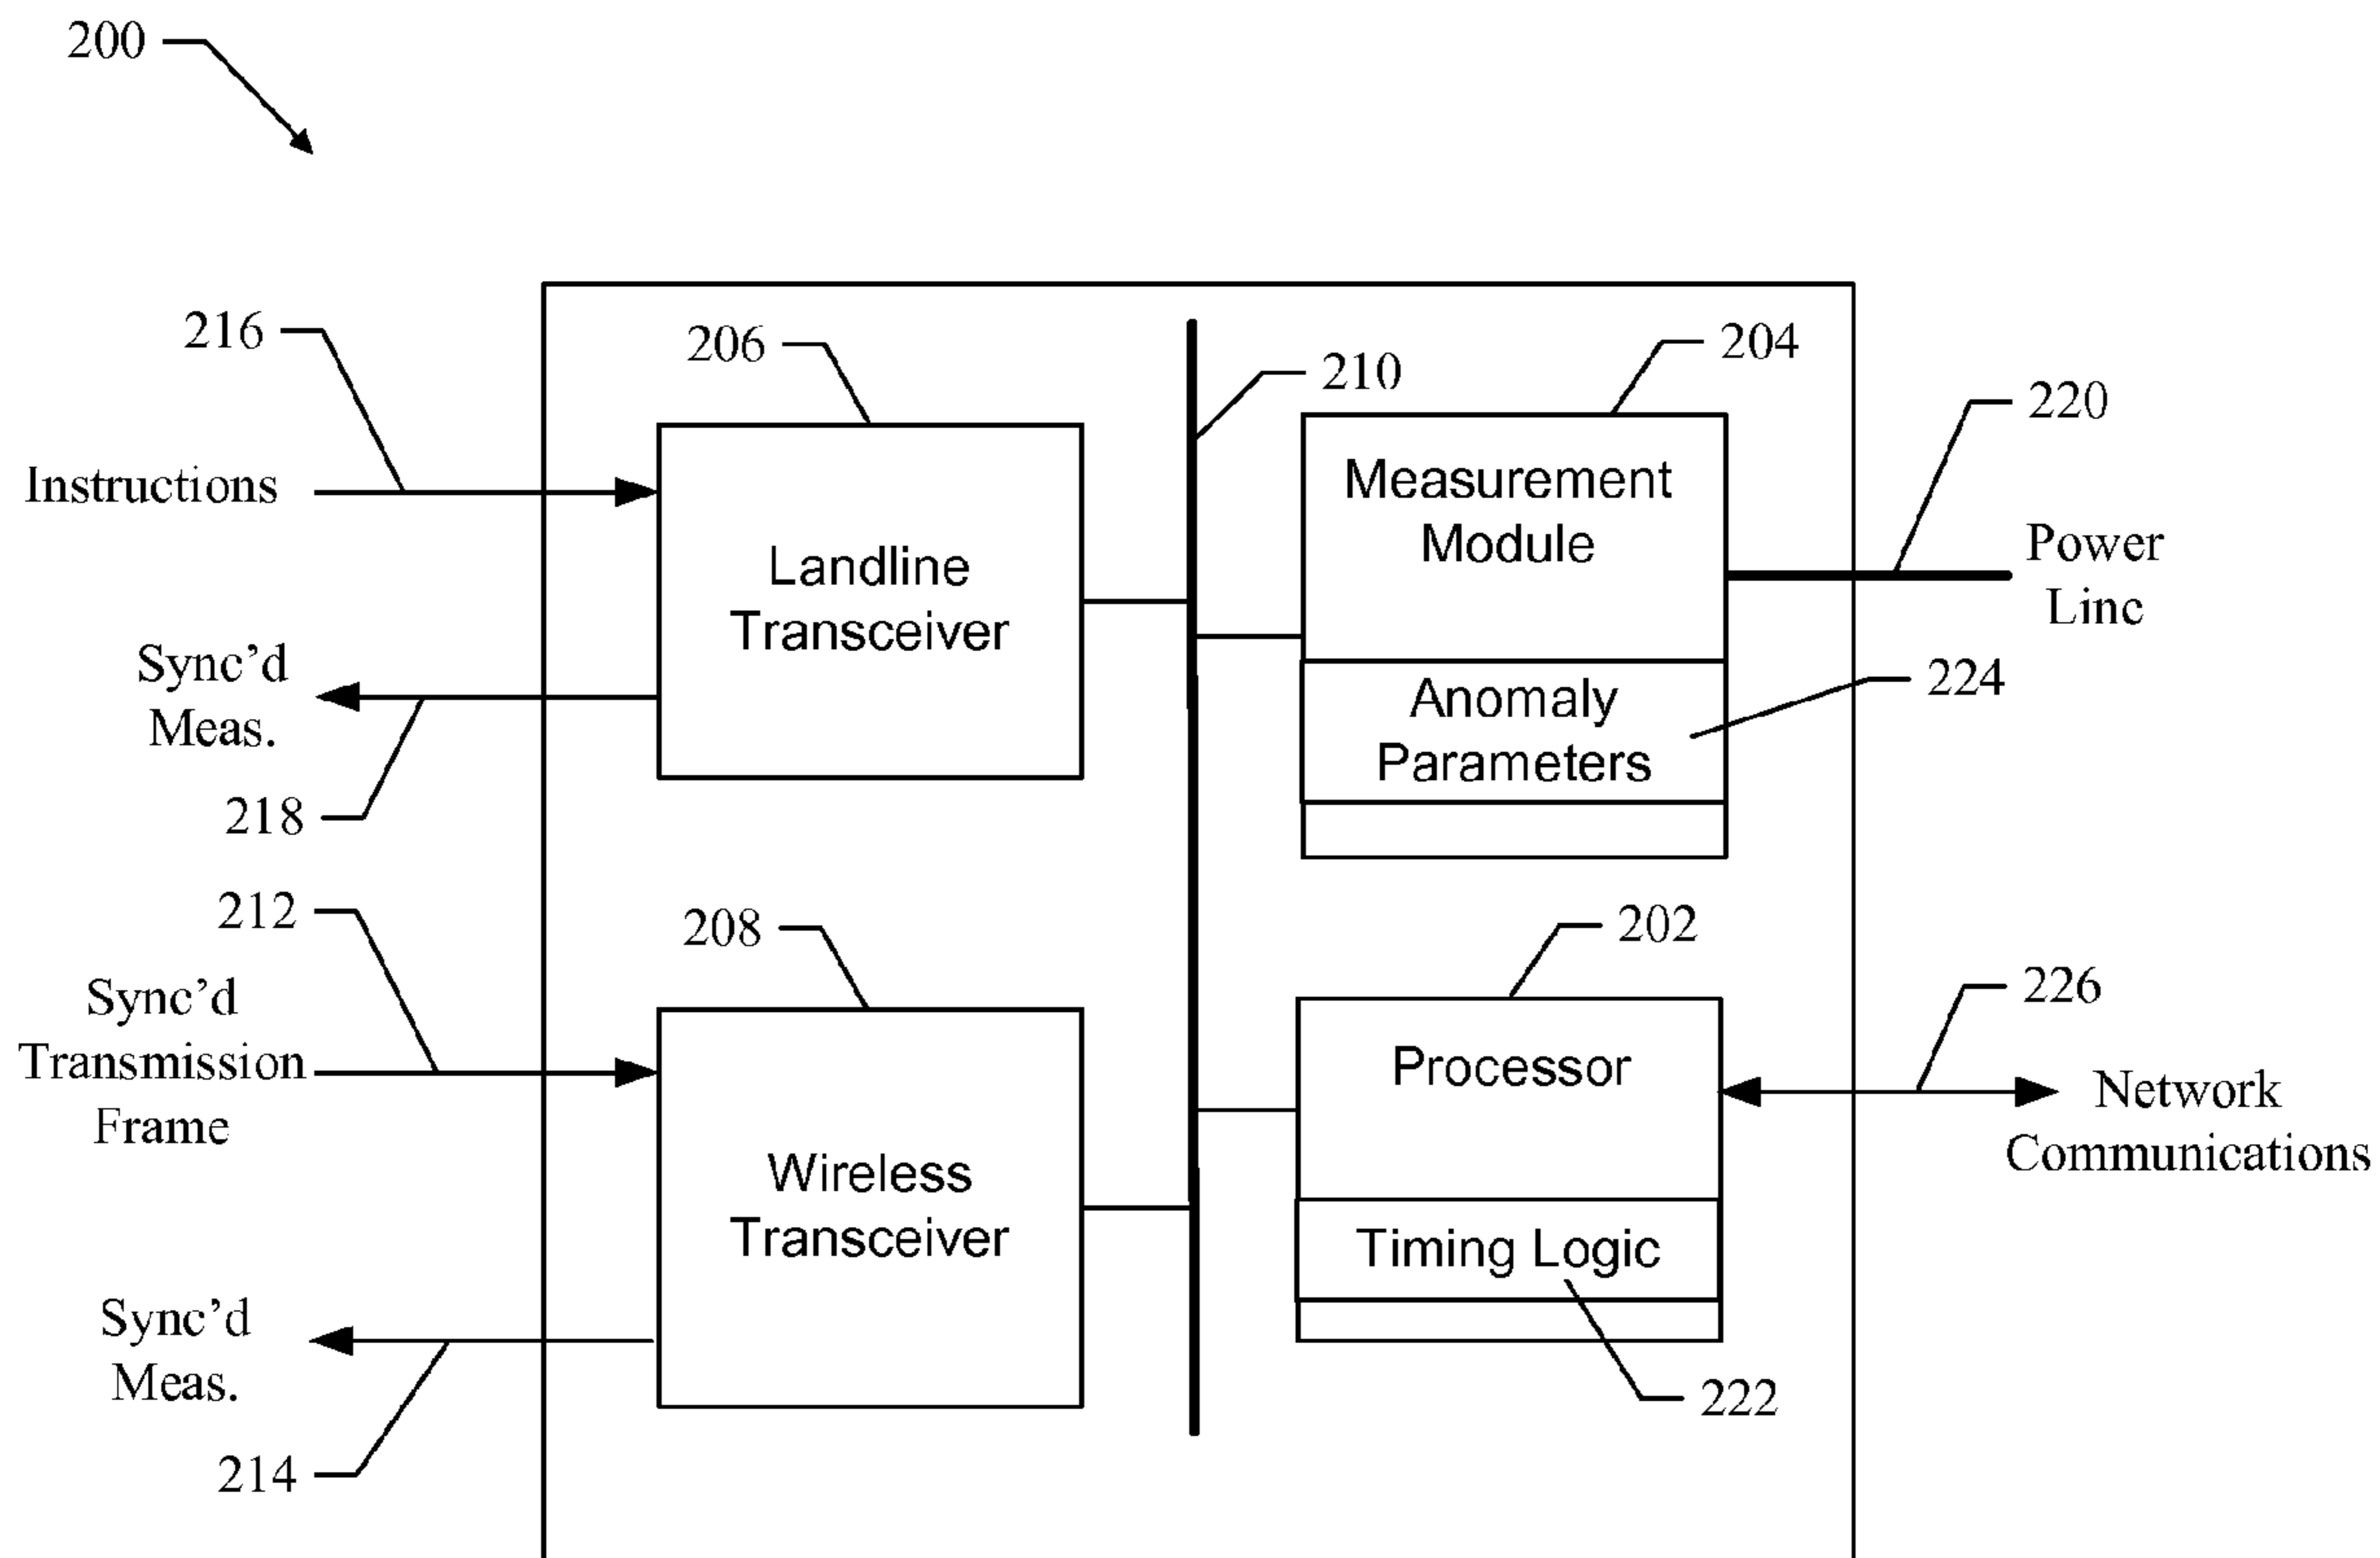 200
216
206
204
210
220
Instructions
Measurement
Module
Landline
Transceiver
Power
Linc
Sync’d
Meas.
224
Anomaly
Parameters
218
212
208
202
Sync’d
Transmission
Frame
226
Processor
Network
Communications
Wireless
Transceiver
Timing Logic
Sync’d
Meas.
222
214